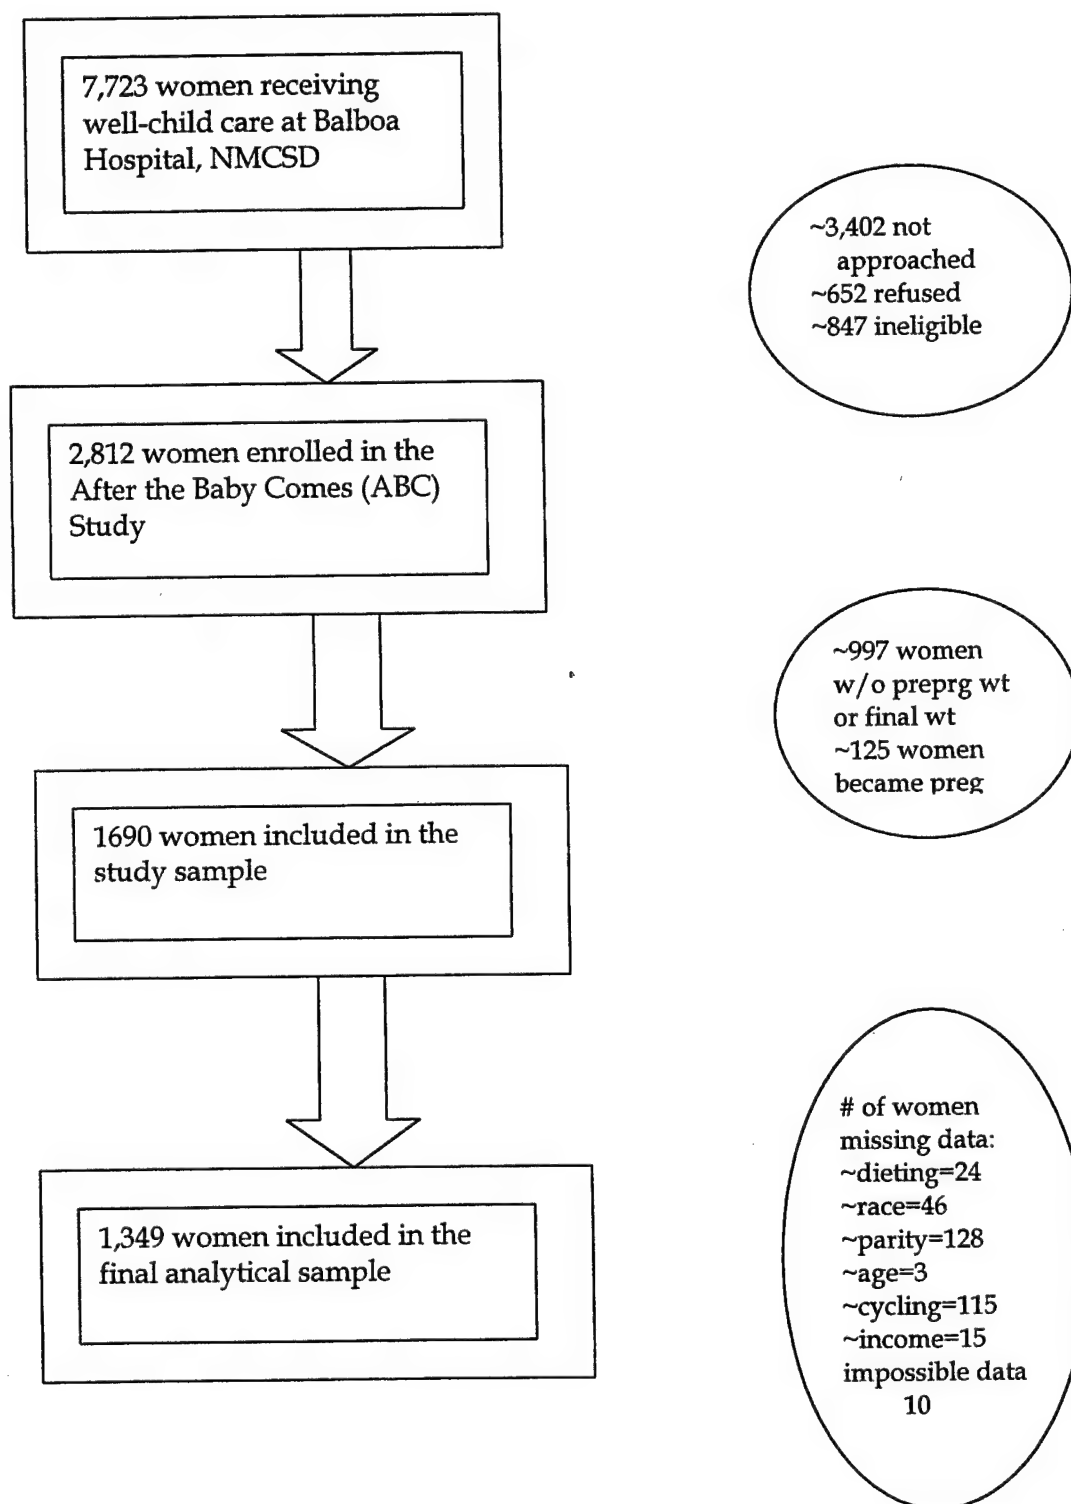 7,723 women receiving
well-child care at Balboa
Hospital, NMCSD
~3,402 not
approached
~652 refused
~847 ineligible
2,812 women enrolled in the
After the Baby Comes (ABC)
Study
~997 women
w/o preprg wt
or final wt
~125 women
became preg
1690 women included in the
study sample
# of women
missing data:
~dieting=24
~race=46
~parity=128
~age=3
~cycling=115
~income=15
impossible data
10
1,349 women included in the
final analytical sample